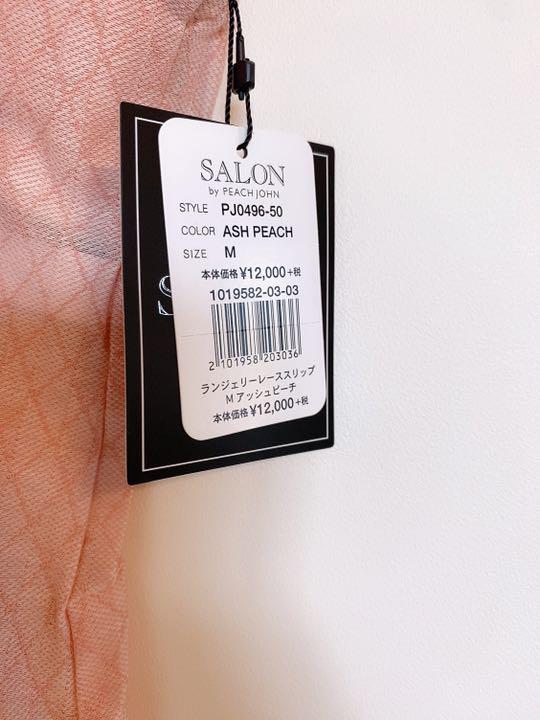 SALON
by PEACH JOHN
STYLE PJ0496-50
COLOR ASH PEACH
SIZE M
本体価格 ¥12,000+税
1019582-03-03
2 101958 203036
ランジェリーレーススリップ
M アッシュピーチ
本体価格 ¥12,000+税
S